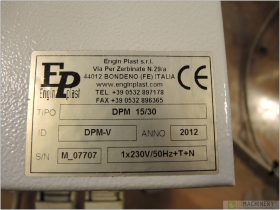 Engin Plast s.r.l.
Via Per Zerbinate N.29/a
44012 BONDENO (FE) ITALIA
www.enginplast.com
TEL. +39 0532 897178
FAX +39 0532 896365
EP
Engin plast
CE
TIPO DPM 15/30
ID DPM-V ANNO 2012
S/N M_07707 1x230V/50Hz+T+N